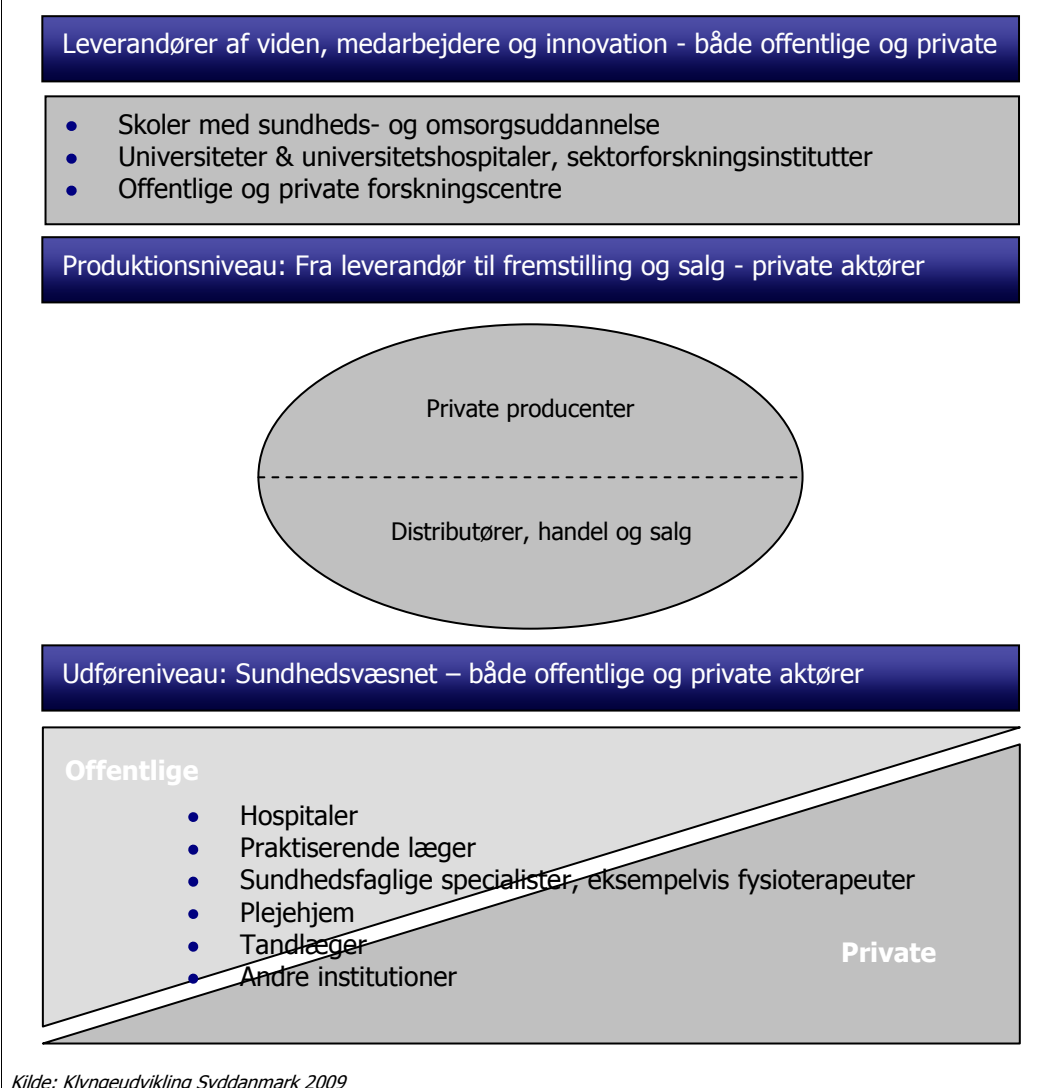 Leverandører af viden, medarbejdere og innovation - både offentlige og private
• Skoler med sundheds- og omsorgsuddannelse
• Universiteter & universitetshospitaler, sektorforskningsinstitutter
• Offentlige og private forskningscentre
Produktionsniveau: Fra leverandør til fremstilling og salg - private aktører
Private producenter
Distributører, handel og salg
Udføreniveau: Sundhedsvæsnet – både offentlige og private aktører
Offentlige
• Hospitaler
• Praktiserende læger
• Sundhedsfaglige specialister, eksempelvis fysioterapeuter
• Plejehjem
• Tandlæger
• Andre institutioner
Private
Kilde: Klyngeudvikling Syddanmark 2009